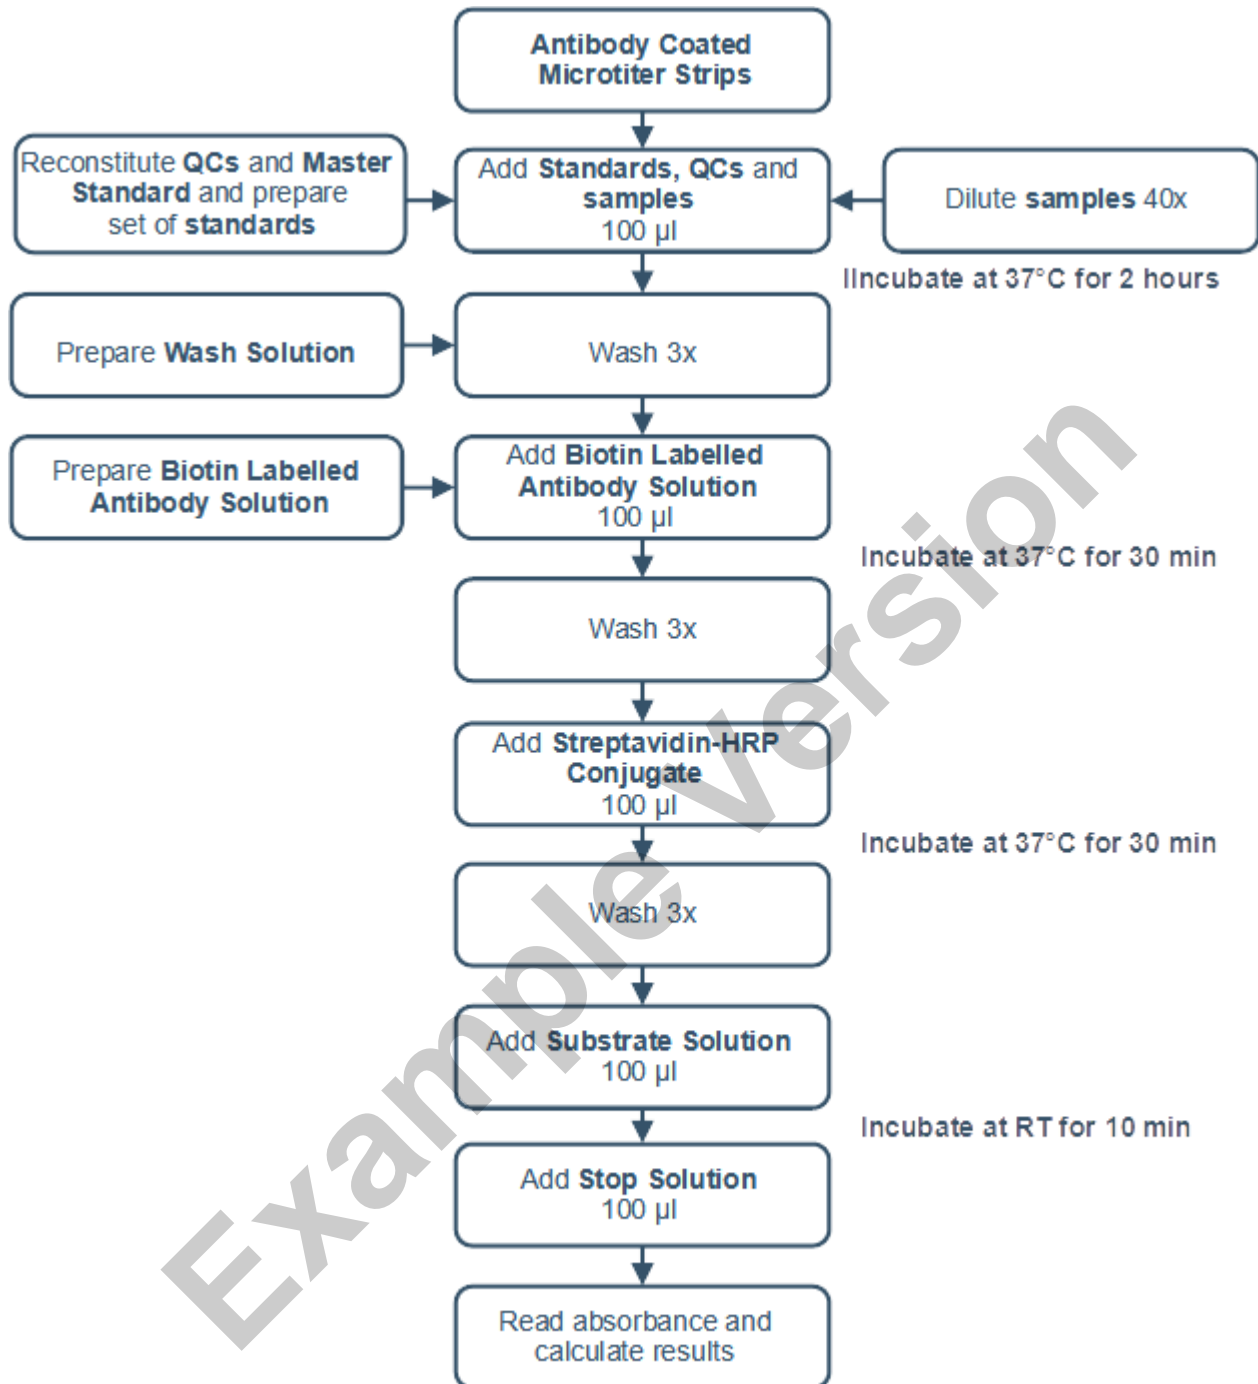 Antibody Coated
Microtiter Strips
Reconstitute QCs and Master
Standard and prepare
set of standards
Add Standards, QCs and
samples
100 µl
Dilute samples 40x
IIncubate at 37°C for 2 hours
Prepare Wash Solution
Wash 3x
Prepare Biotin Labelled
Antibody Solution
Add Biotin Labelled
Antibody Solution
100 µl
Incubate at 37°C for 30 min
Wash 3x
Add Streptavidin-HRP
Conjugate
100 µl
Incubate at 37°C for 30 min
Wash 3x
Add Substrate Solution
100 µl
Incubate at RT for 10 min
Add Stop Solution
100 µl
Read absorbance and
calculate results
Example Version